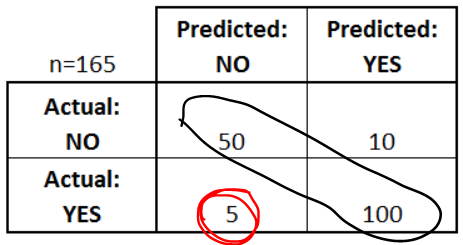 Predicted: Predicted:
n=165 NO YES
Actual:
NO 50 10
Actual:
YES 5 100